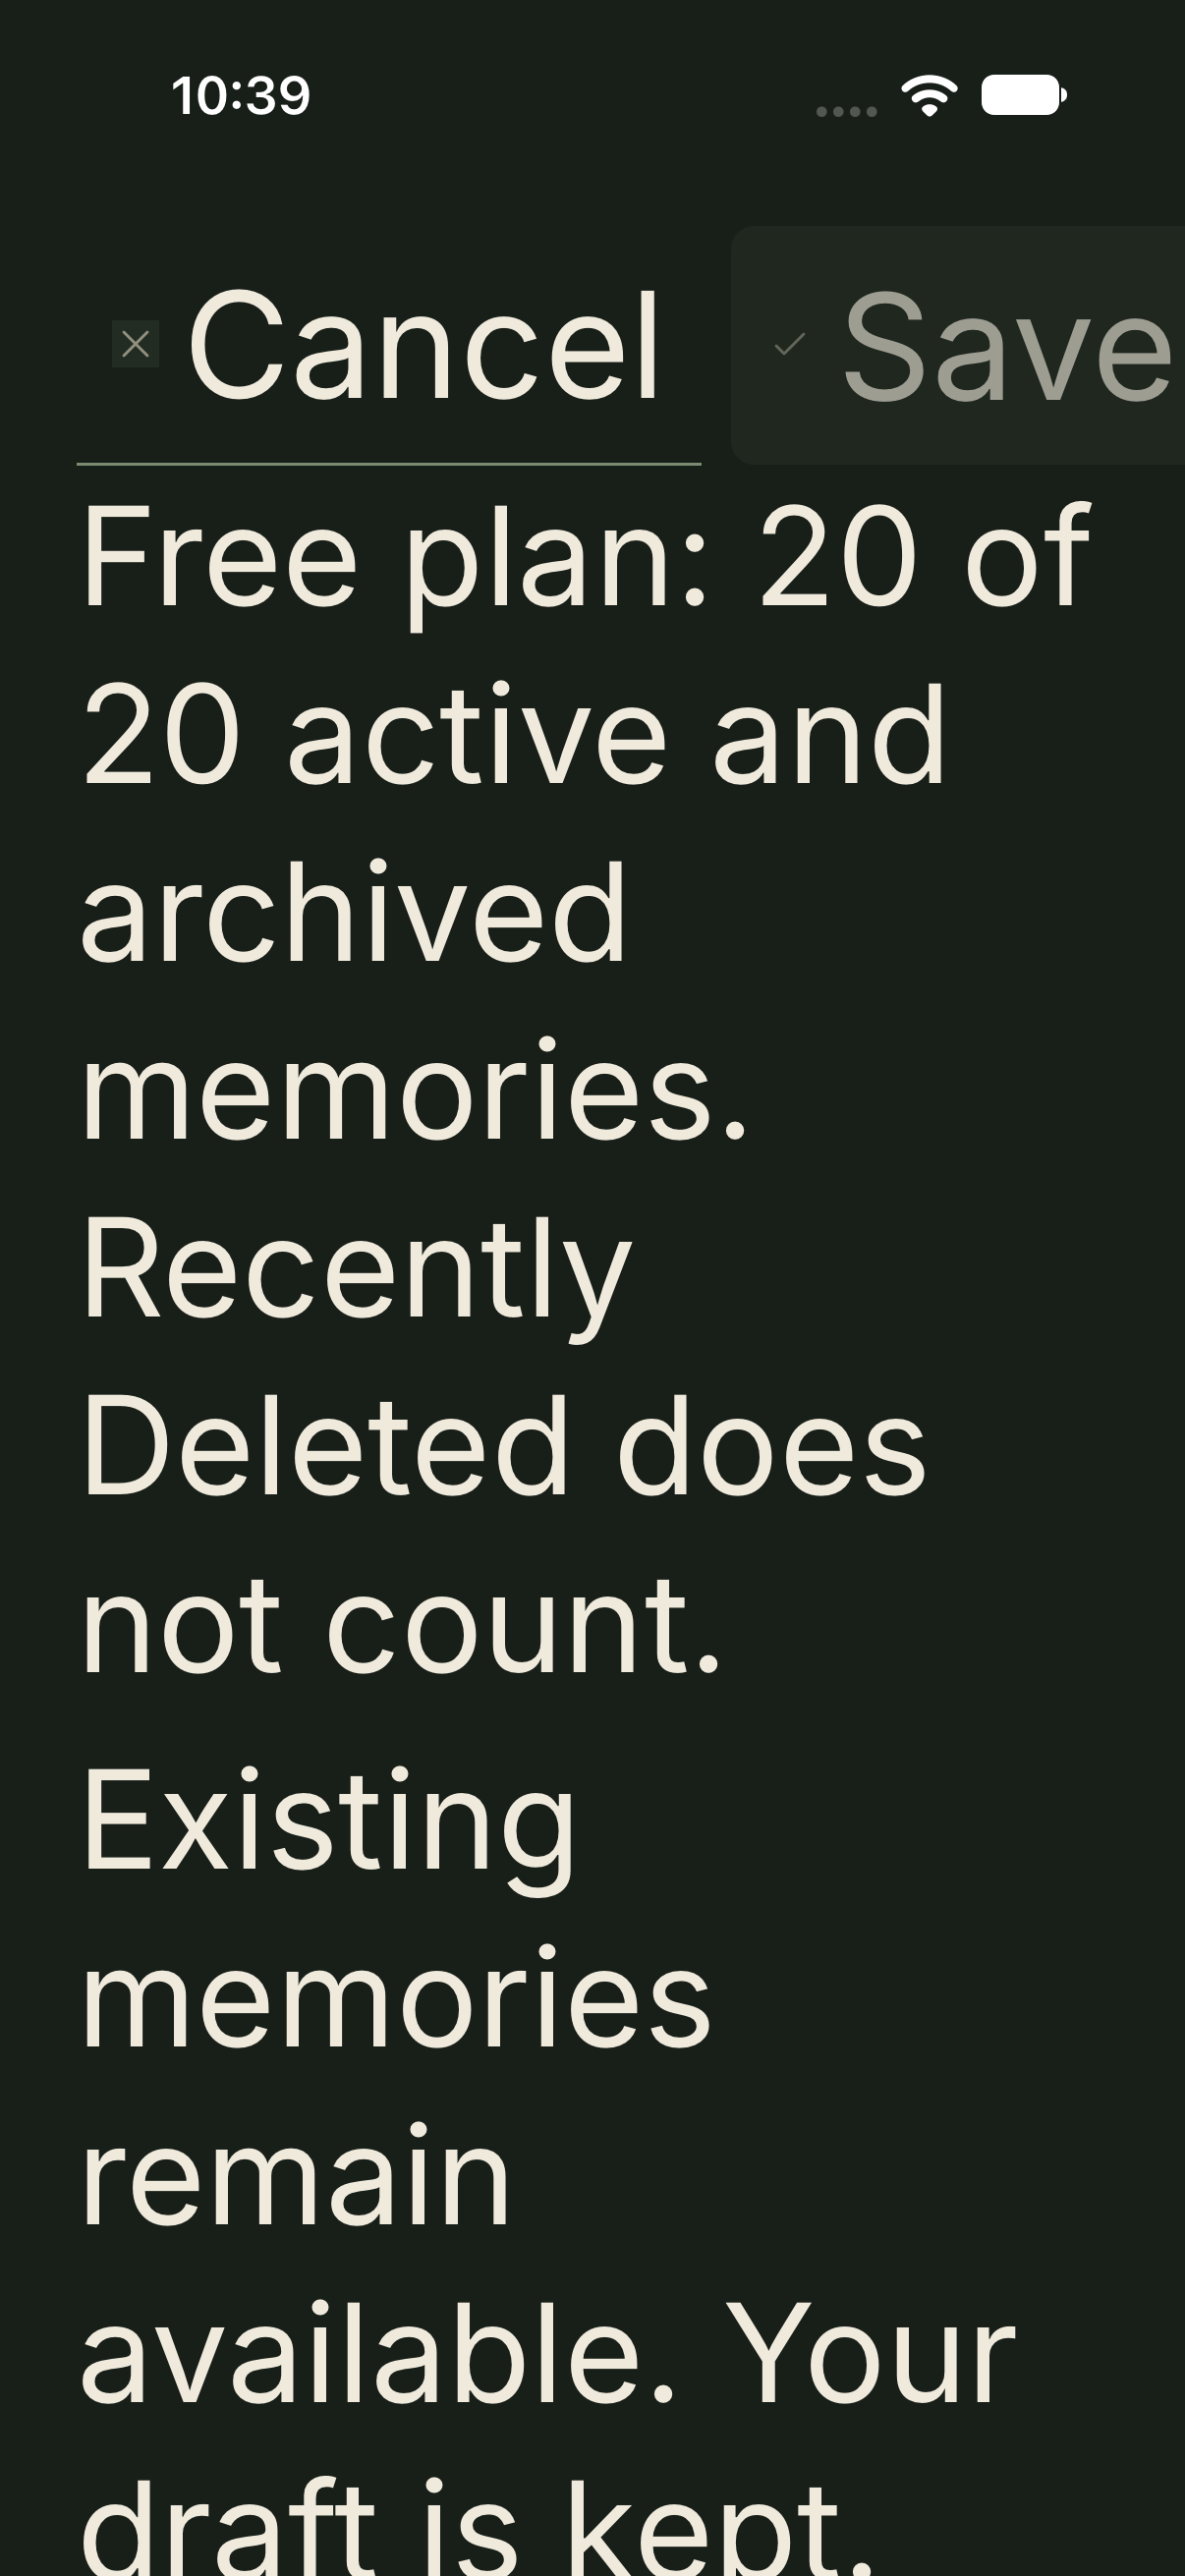 10:39
Cancel
Save
Free plan: 20 of
20 active and
archived
memories.
Recently
Deleted does
not count.
Existing
memories
remain
available. Your
draft is kept.